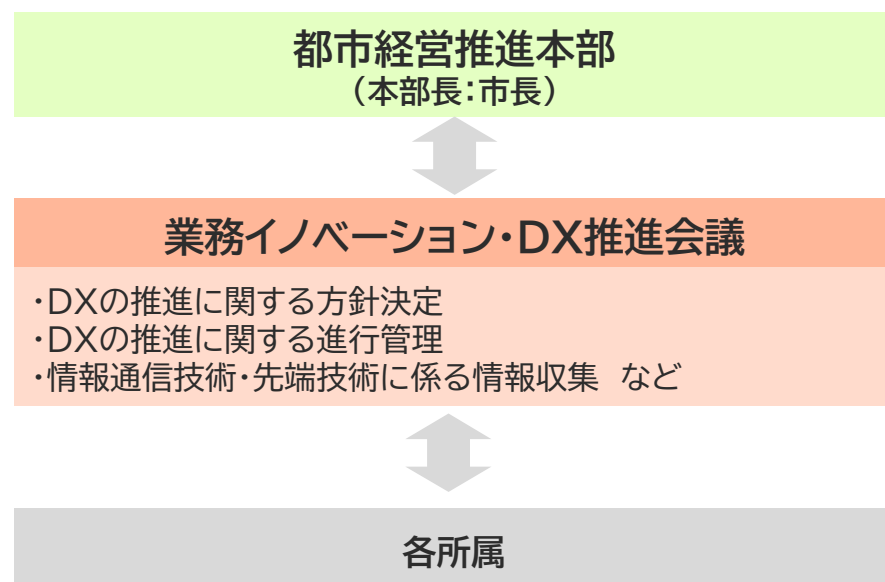 都市経営推進本部
（本部長：市長）
業務イノベーション・DX推進会議
・DXの推進に関する方針決定
・DXの推進に関する進行管理
・情報通信技術・先端技術に係る情報収集　など
各所属